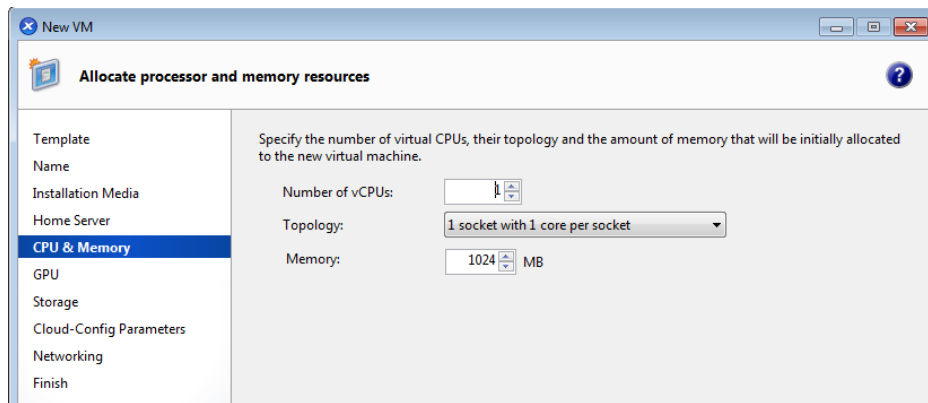 New VM
Allocate processor and memory resources
?
Template
Name
Installation Media
Home Server
CPU & Memory
GPU
Storage
Cloud-Config Parameters
Networking
Finish
Specify the number of virtual CPUs, their topology and the amount of memory that will be initially allocated
to the new virtual machine.
Number of vCPUs: 1
Topology: 1 socket with 1 core per socket
Memory: 1024 MB